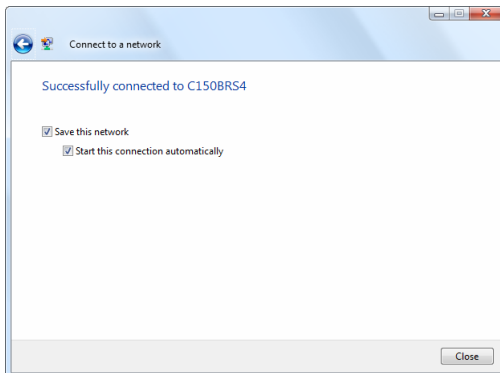 Connect to a network
Successfully connected to C150BRS4
Save this network
Start this connection automatically
Close